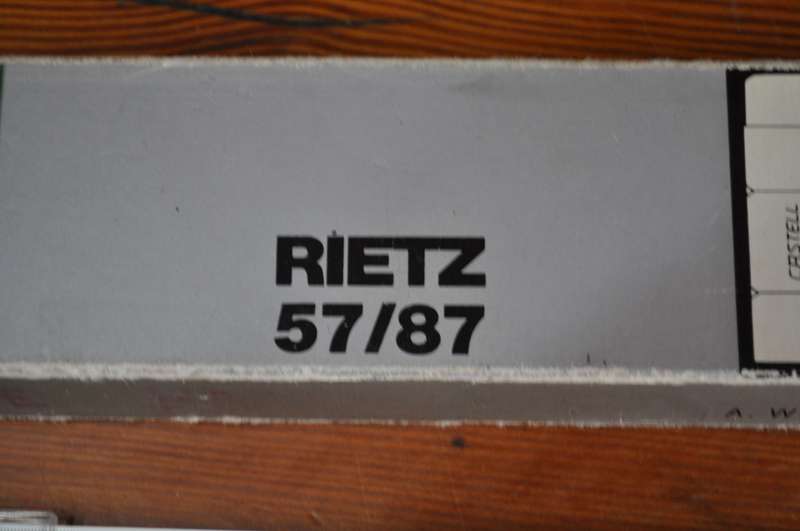 RIETZ
57/87
CASTELL
A. W